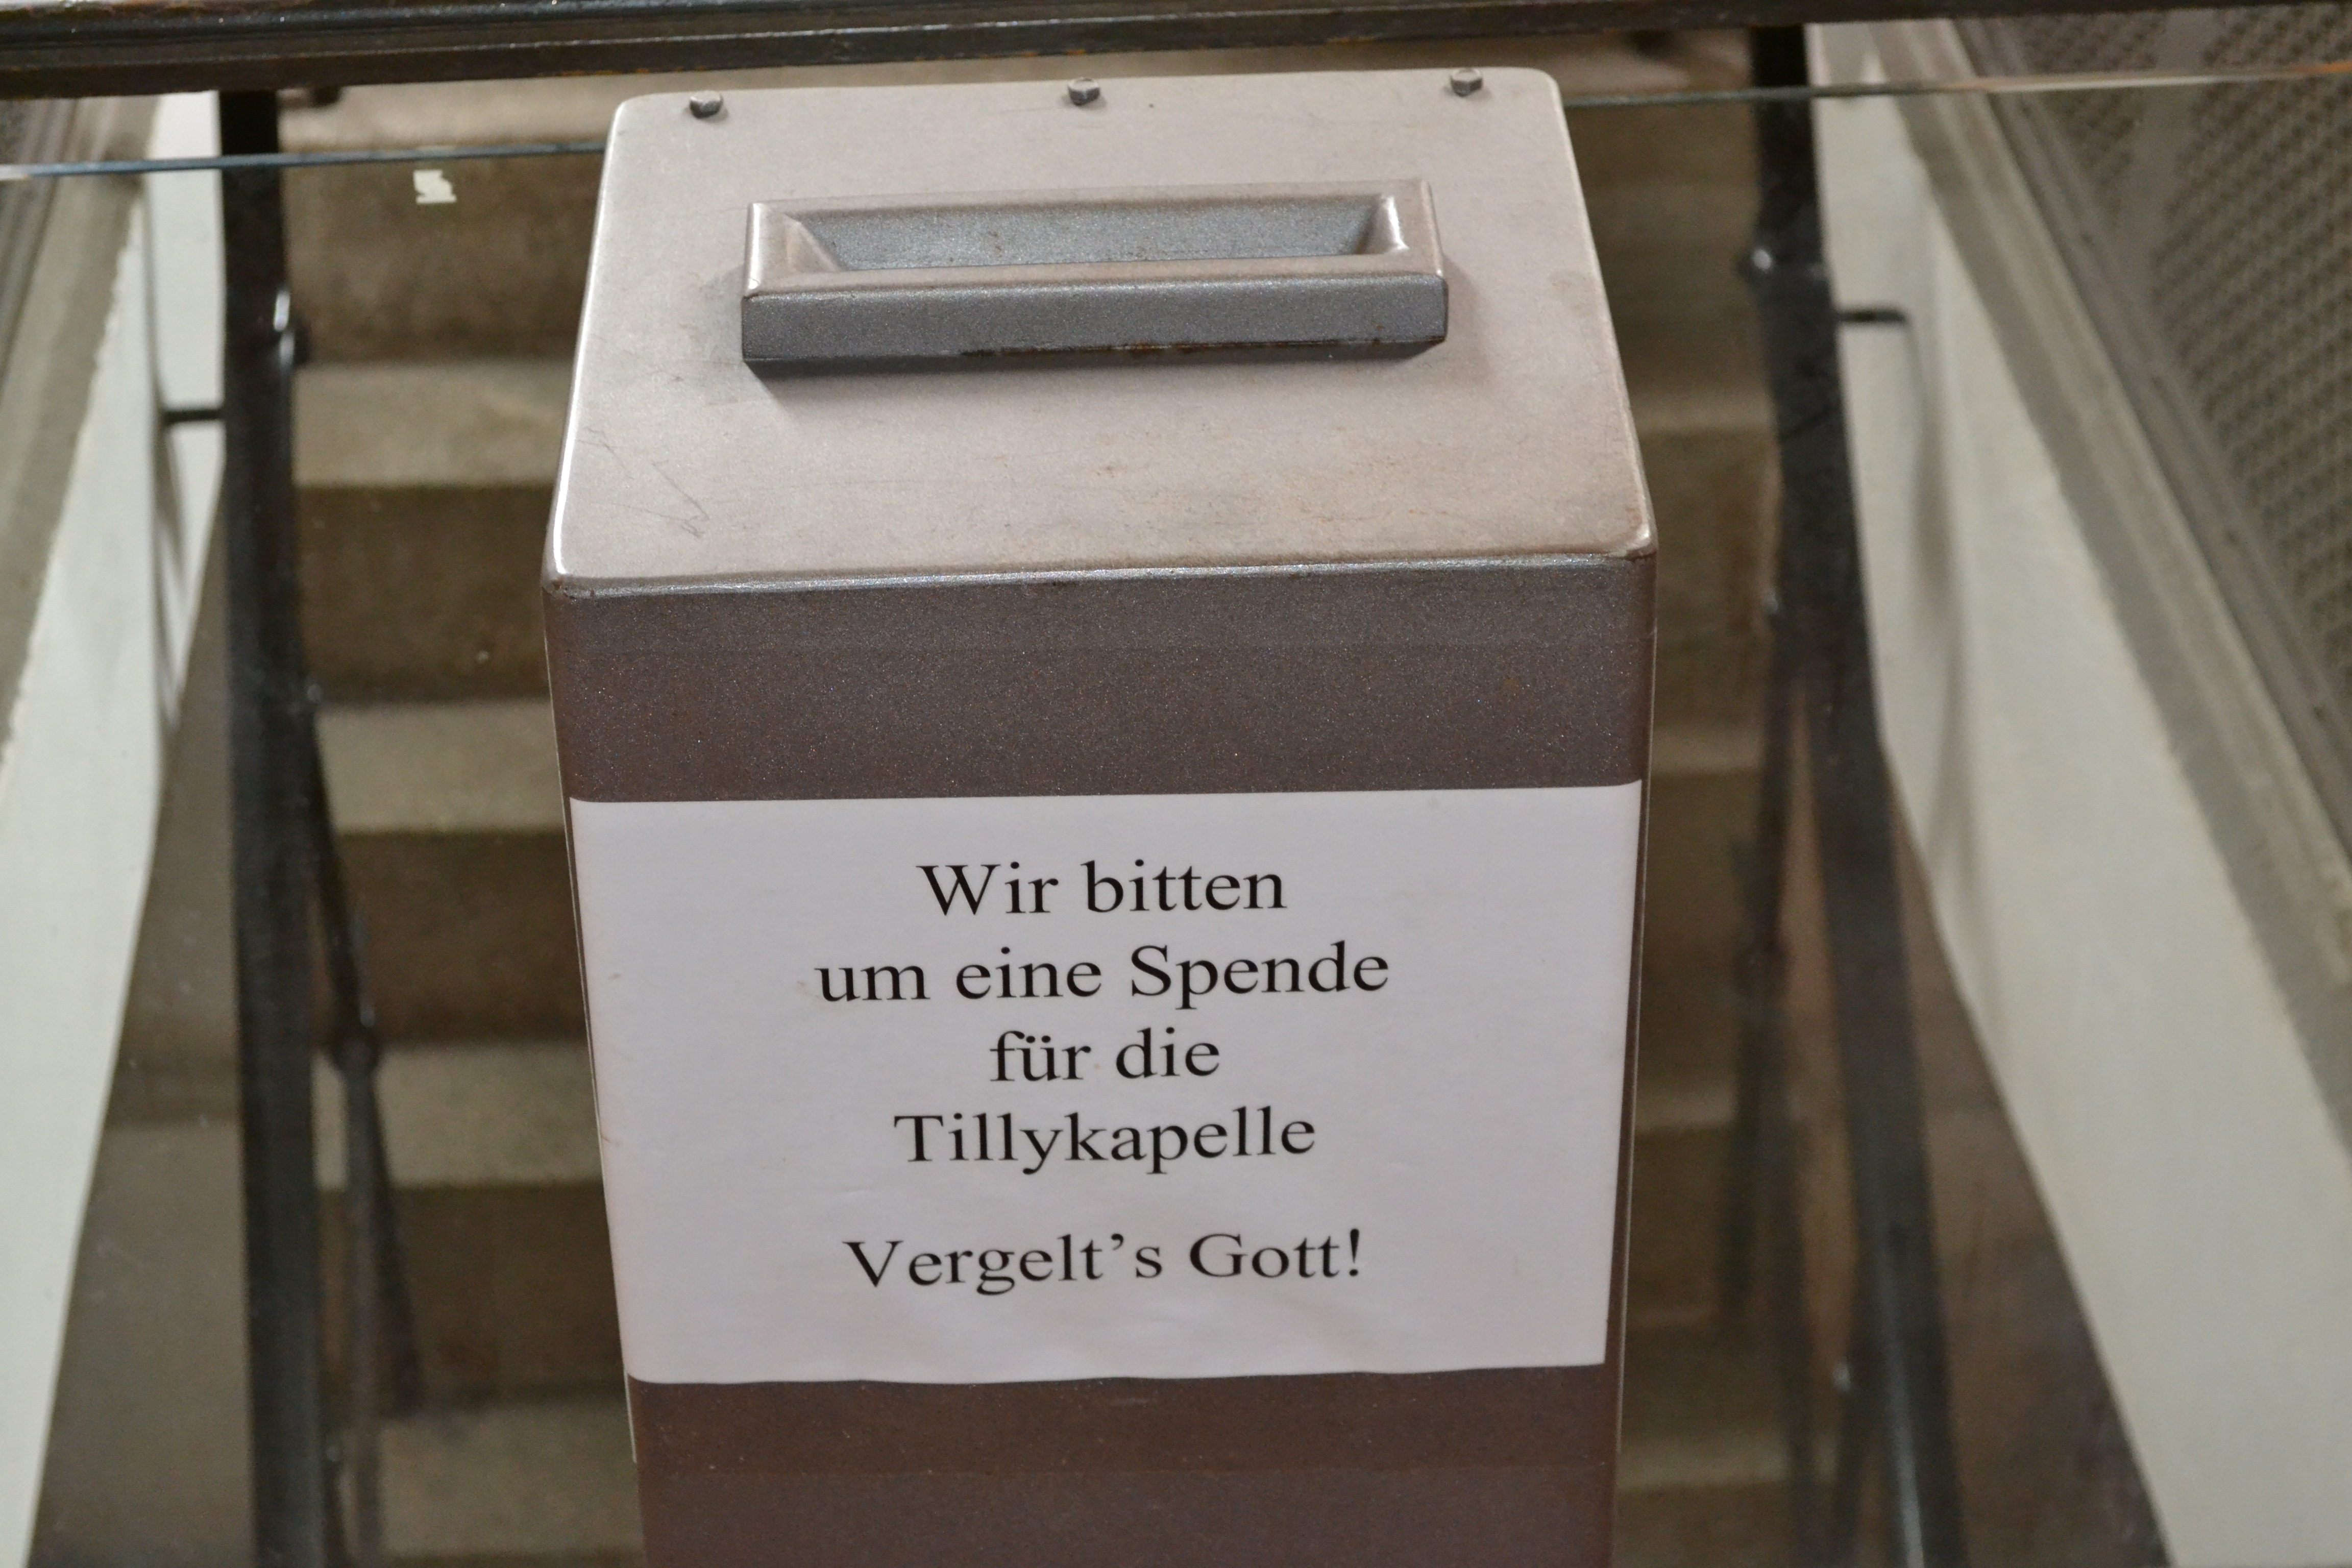 Wir bitten
um eine Spende
für die
Tillykapelle
Vergelt’s Gott!